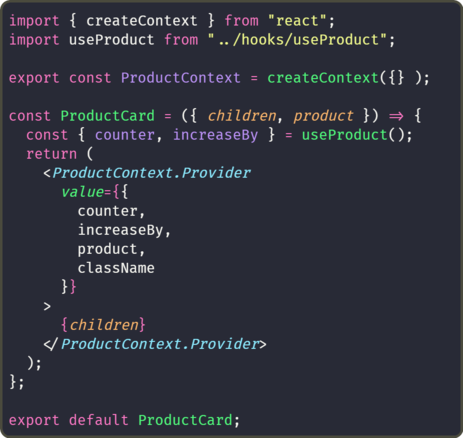 import { createContext } from "react";
import useProduct from "../hooks/useProduct";

export const ProductContext = createContext({} );

const ProductCard = ({ children, product }) => {
  const { counter, increaseBy } = useProduct();
  return (
    <ProductContext.Provider
      value={{
        counter,
        increaseBy,
        product,
        className
      }}
    >
      {children}
    </ProductContext.Provider>
  );
};

export default ProductCard;